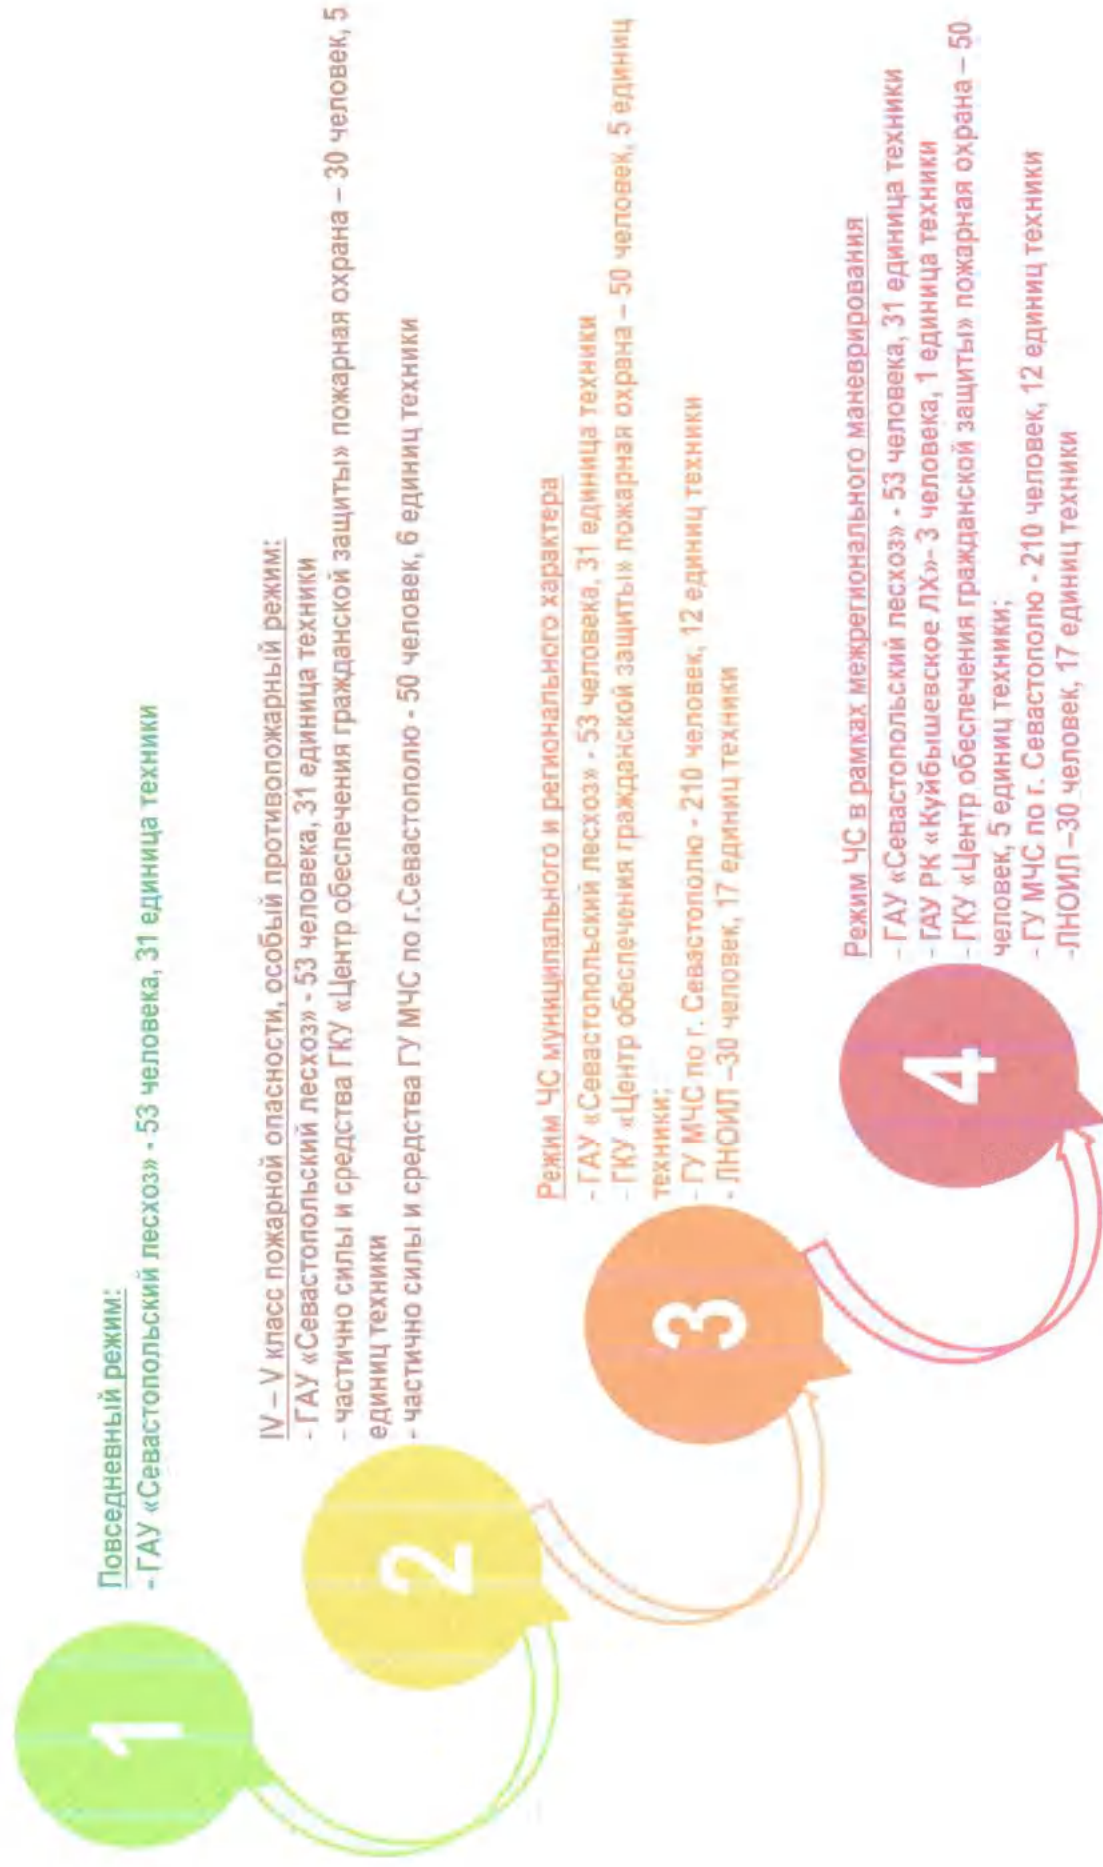 1
Повседневный режим:
- ГАУ «Севастопольский лесхоз» - 53 человека, 31 единица техники
2
IV – V класс пожарной опасности, особый противопожарный режим:
- ГАУ «Севастопольский лесхоз» - 53 человека, 31 единица техники
- частично силы и средства ГКУ «Центр обеспечения гражданской защиты» пожарная охрана – 30 человек, 5
единиц техники
- частично силы и средства ГУ МЧС по г.Севастополю - 50 человек, 6 единиц техники
3
Режим ЧС муниципального и регионального характера
- ГАУ «Севастопольский лесхоз» - 53 человека, 31 единица техники
- ГКУ «Центр обеспечения гражданской защиты» пожарная охрана – 50 человек, 5 единиц
техники;
- ГУ МЧС по г. Севастополю - 210 человек, 12 единиц техники
- ЛНОИЛ –30 человек, 17 единиц техники
4
Режим ЧС в рамках межрегионального маневрирования
- ГАУ «Севастопольский лесхоз» - 53 человека, 31 единица техники
- ГАУ РК «Куйбышевское ЛХ»- 3 человека, 1 единица техники
- ГКУ «Центр обеспечения гражданской защиты» пожарная охрана – 50
человек, 5 единиц техники;
- ГУ МЧС по г. Севастополю - 210 человек, 12 единиц техники
-ЛНОИЛ –30 человек, 17 единиц техники